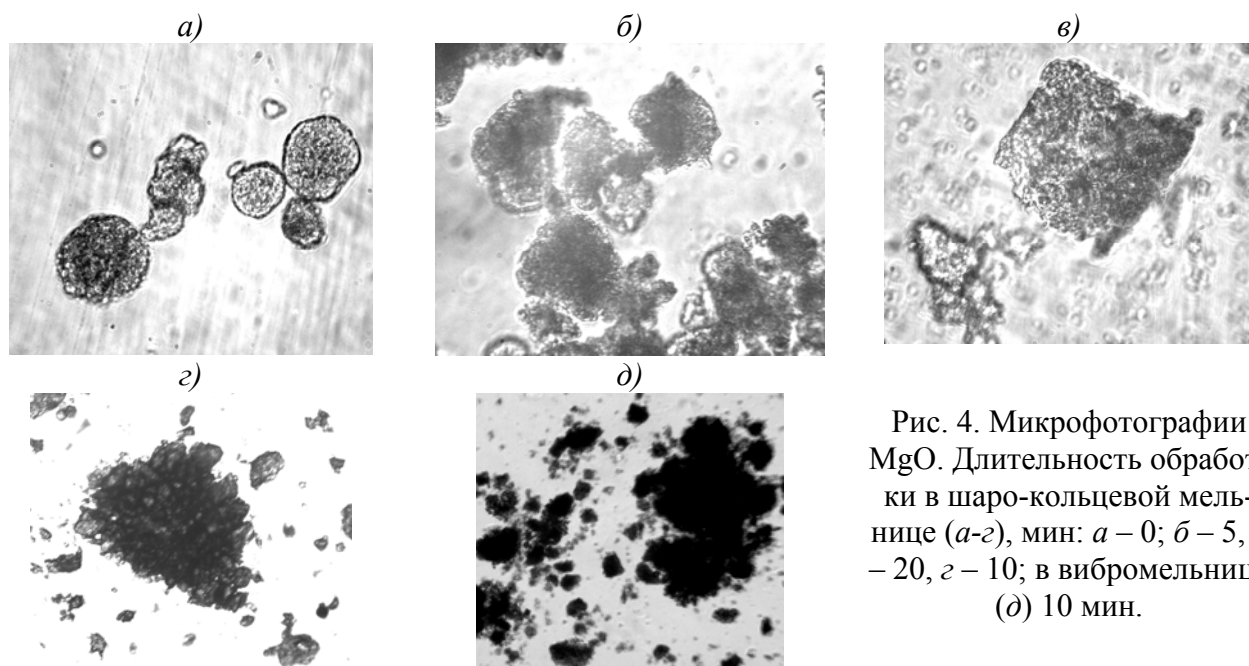 а)
б)
в)
г)
д)
Рис. 4. Микрофотографии
MgO. Длительность обработ
ки в шаро-кольцевой мель-
нице (а-г), мин: а – 0; б – 5,
– 20, г – 10; в вибромельниц
(д) 10 мин.